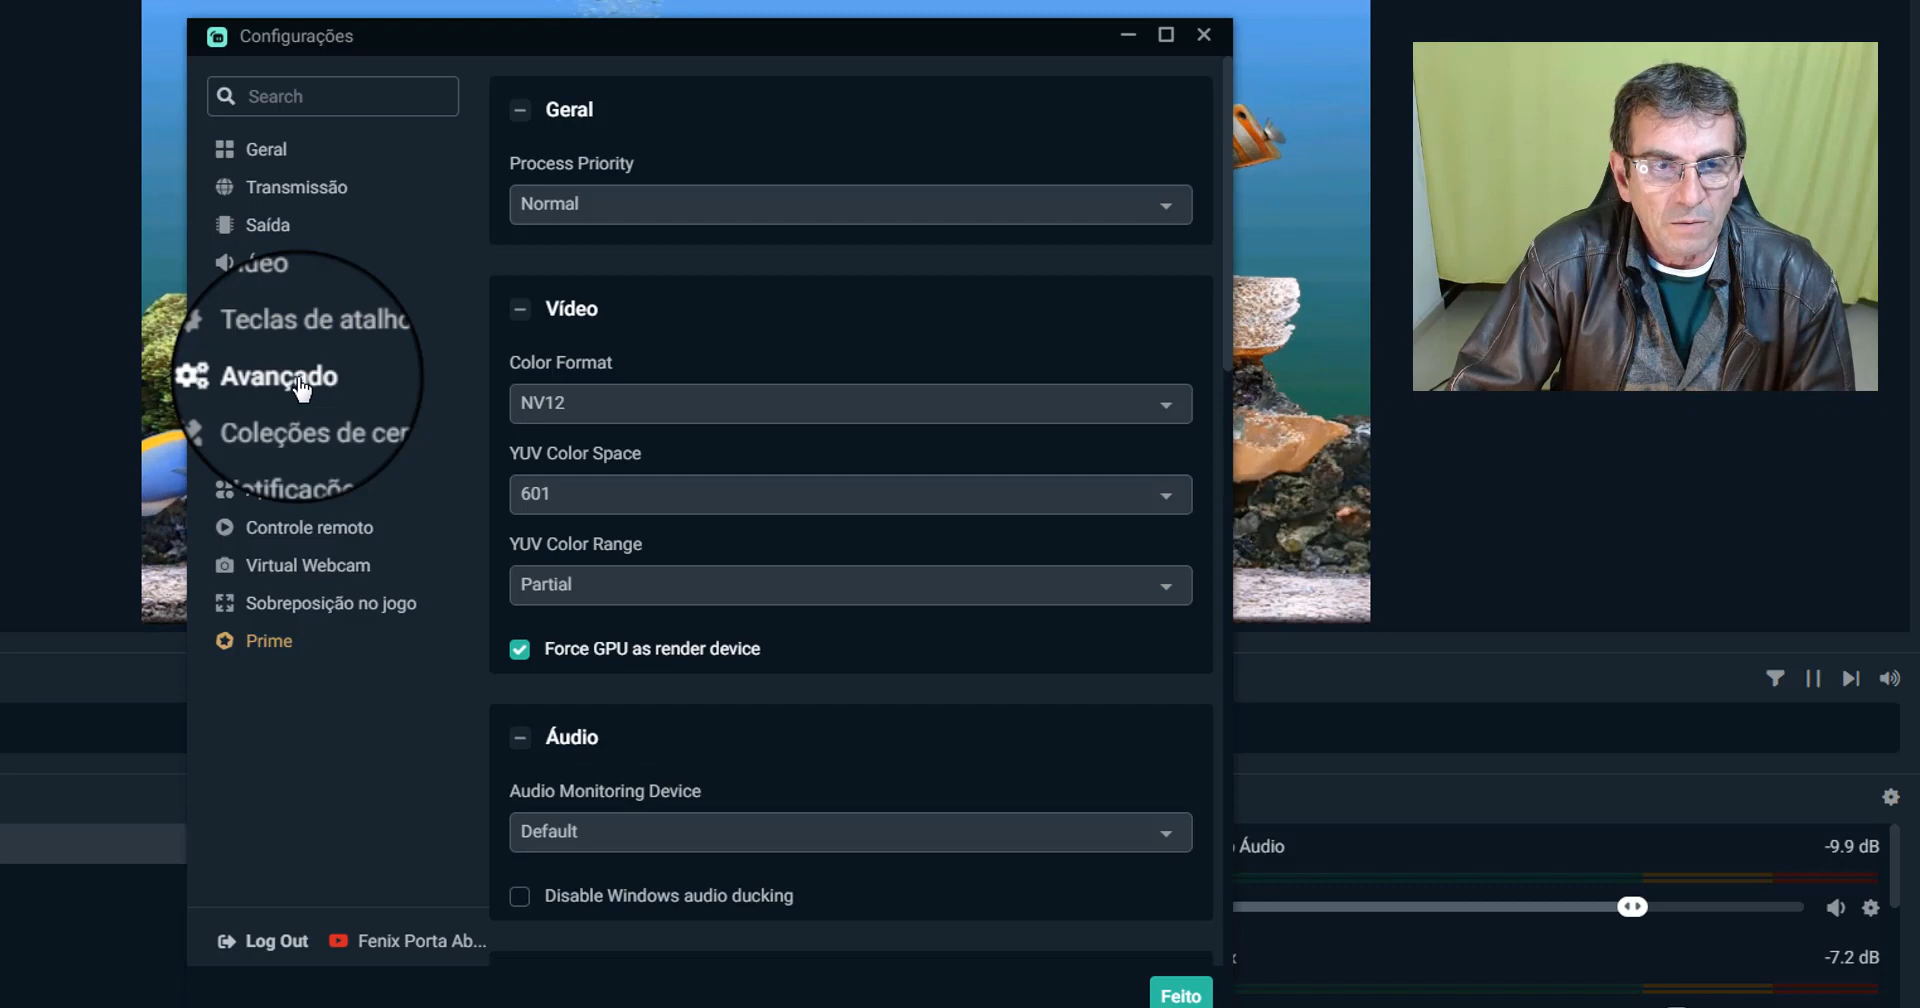 Configurações
Search
Geral
Transmissão
Saída
Teclas de atalho
Avançado
Coleções de cer
Controle remoto
Virtual Webcam
Sobreposição no jogo
Prime
Log Out
Fenix Porta Ab...
Geral
Process Priority
Normal
Vídeo
Color Format
NV12
YUV Color Space
601
YUV Color Range
Partial
Force GPU as render device
Áudio
Audio Monitoring Device
Default
Disable Windows audio ducking
Feito
Áudio
-9.9 dB
-7.2 dB